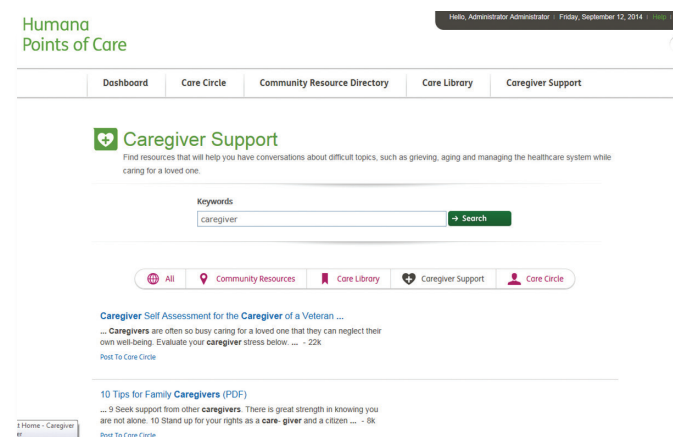 Hello, Administrator Administrator | Friday, September 12, 2014 | Help |
Humana
Points of Care
Dashboard
Care Circle
Community Resource Directory
Care Library
Caregiver Support
Caregiver Support
Find resources that will help you have conversations about difficult topics, such as grieving, aging and managing the healthcare system while
caring for a loved one.
Keywords
caregiver
Search
All
Community Resources
Care Library
Caregiver Support
Care Circle
Caregiver Self Assessment for the Caregiver of a Veteran ...
... Caregivers are often so busy caring for a loved one that they can neglect their
own well-being. Evaluate your caregiver stress below. ... - 22k
Post To Care Circle
10 Tips for Family Caregivers (PDF)
... 9 Seek support from other caregivers. There is great strength in knowing you
are not alone. 10 Stand up for your rights as a care- giver and a citizen ... - 8k
Post To Care Circle
t Home - Caregiver
er